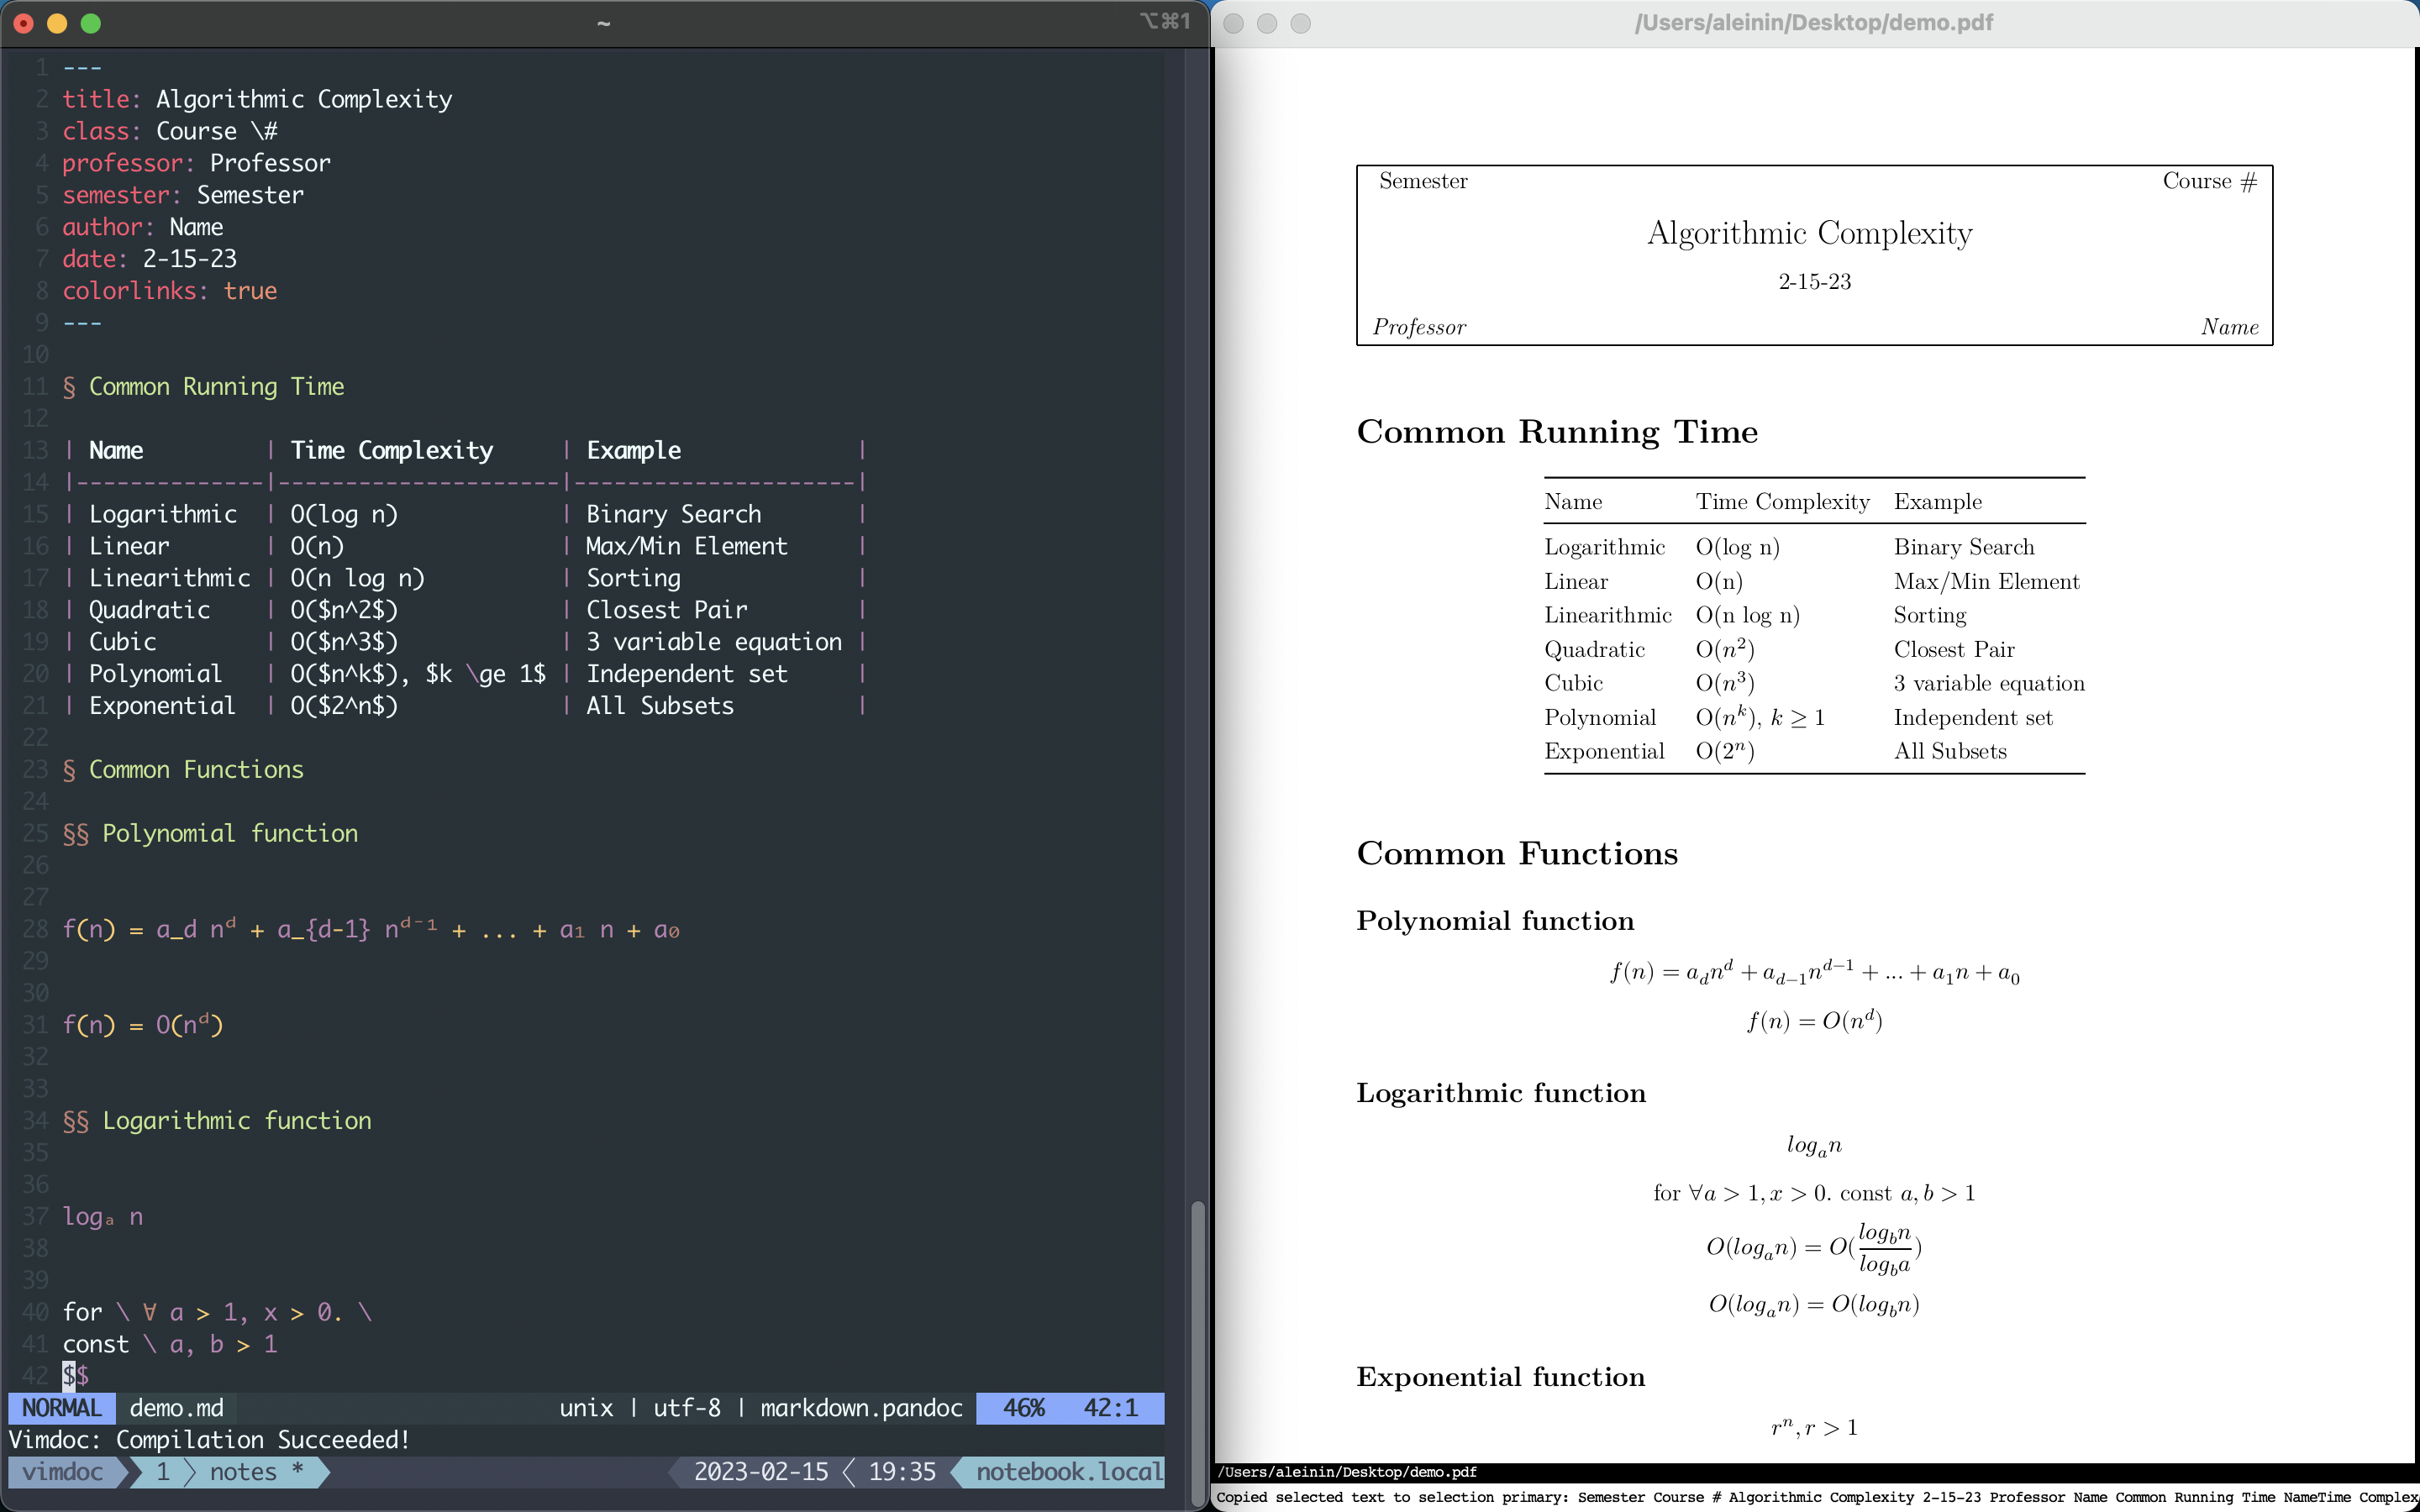 ~ ⌥⌘1
1 ---
2 title: Algorithmic Complexity
3 class: Course \#
4 professor: Professor
5 semester: Semester
6 author: Name
7 date: 2-15-23
8 colorlinks: true
9 ---
10
11 § Common Running Time
12
13 | Name         | Time Complexity     | Example             |
14 |--------------|---------------------|---------------------|
15 | Logarithmic  | O(log n)            | Binary Search       |
16 | Linear       | O(n)                | Max/Min Element     |
17 | Linearithmic | O(n log n)          | Sorting             |
18 | Quadratic    | O($n^2$)            | Closest Pair        |
19 | Cubic        | O($n^3$)            | 3 variable equation |
20 | Polynomial   | O($n^k$), $k \ge 1$ | Independent set     |
21 | Exponential  | O($2^n$)            | All Subsets         |
22
23 § Common Functions
24
25 §§ Polynomial function
26
27
28 f(n) = a_d nᵈ + a_{d-1} nᵈ⁻¹ + ... + a₁ n + a₀
29
30
31 f(n) = O(nᵈ)
32
33
34 §§ Logarithmic function
35
36
37 logₐ n
38
39
40 for \ ∀ a > 1, x > 0. \
41 const \ a, b > 1
42 $$
NORMAL demo.md unix | utf-8 | markdown.pandoc 46% 42:1
Vimdoc: Compilation Succeeded!
vimdoc 1 notes * 2023-02-15 19:35 notebook.local
/Users/aleinin/Desktop/demo.pdf
Semester Course #
Algorithmic Complexity
2-15-23
Professor Name
Common Running Time
Name Time Complexity Example
Logarithmic O(log n) Binary Search
Linear O(n) Max/Min Element
Linearithmic O(n log n) Sorting
Quadratic O(n²) Closest Pair
Cubic O(n³) 3 variable equation
Polynomial O(nᵏ), k ≥ 1 Independent set
Exponential O(2ⁿ) All Subsets
Common Functions
Polynomial function
f(n) = a_d n^d + a_{d−1} n^{d−1} + ... + a₁n + a₀
f(n) = O(n^d)
Logarithmic function
logₐn
for ∀a > 1, x > 0. const a, b > 1
O(log_a n) = O(log_b n / log_b a)
O(log_a n) = O(log_b n)
Exponential function
rⁿ, r > 1
/Users/aleinin/Desktop/demo.pdf
Copied selected text to selection primary: Semester Course # Algorithmic Complexity 2-15-23 Professor Name Common Running Time NameTime Complex